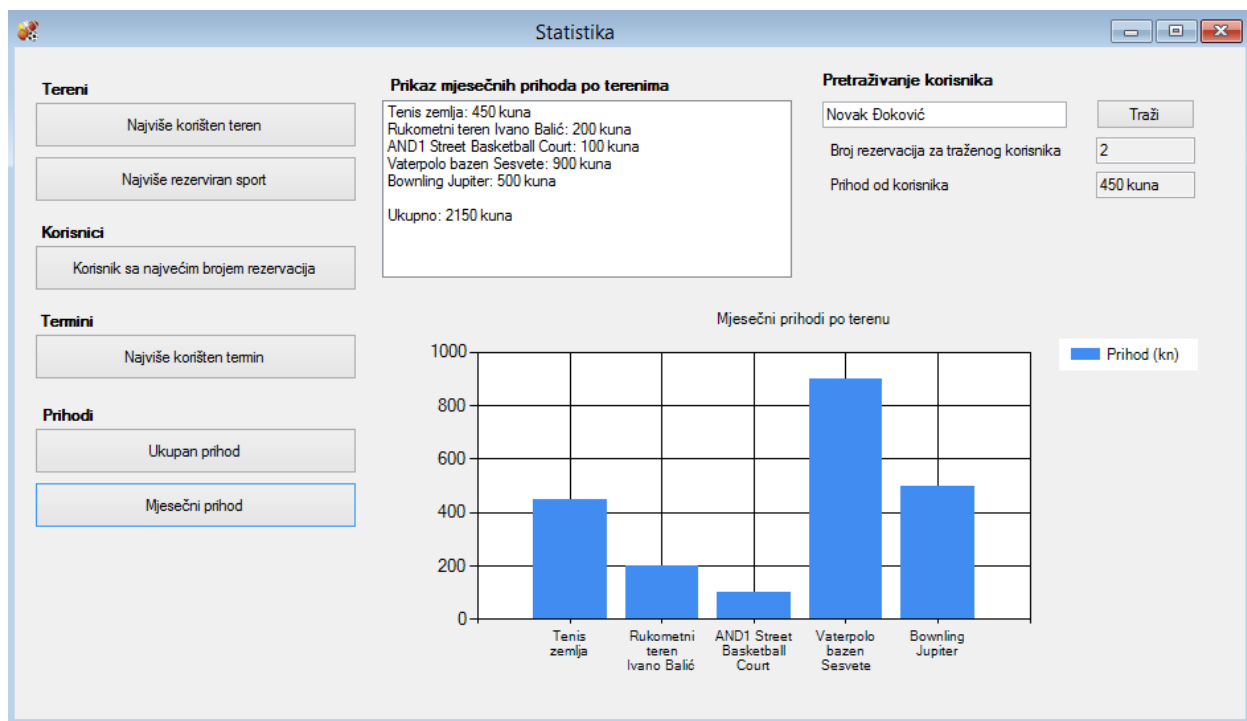 Statistika
Tereni
Najviše korišten teren
Najviše rezerviran sport
Korisnici
Korisnik sa najvećim brojem rezervacija
Termini
Najviše korišten termin
Prihodi
Ukupan prihod
Mjesečni prihod
Prikaz mjesečnih prihoda po terenima
Tenis zemlja: 450 kuna
Rukometni teren Ivano Balić: 200 kuna
AND1 Street Basketball Court: 100 kuna
Vaterpolo bazen Sesvete: 900 kuna
Bownling Jupiter: 500 kuna
Ukupno: 2150 kuna
Pretraživanje korisnika
Novak Đoković
Traži
Broj rezervacija za traženog korisnika
2
Prihod od korisnika
450 kuna
Mjesečni prihodi po terenu
Prihod (kn)
1000
800
600
400
200
0
Tenis
zemlja
Rukometni
teren
Ivano Balić
AND1 Street
Basketball
Court
Vaterpolo
bazen
Sesvete
Bownling
Jupiter